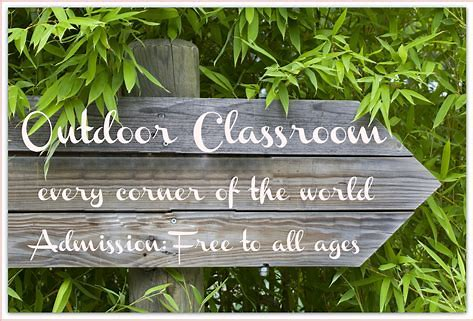 Outdoor Classroom
every corner of the world
Admission: Free to all ages